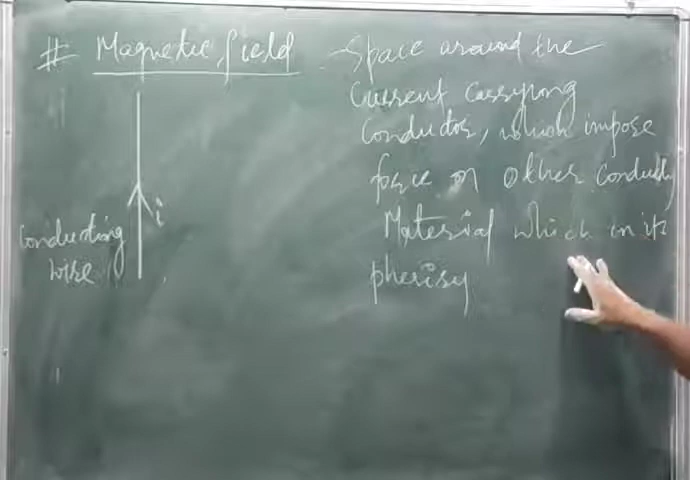 # Magnetic field - Space around the
Current Carrying
Conductor, which impose
force on other Conducting
Material which in its
pherisy
i
Conducting
wire